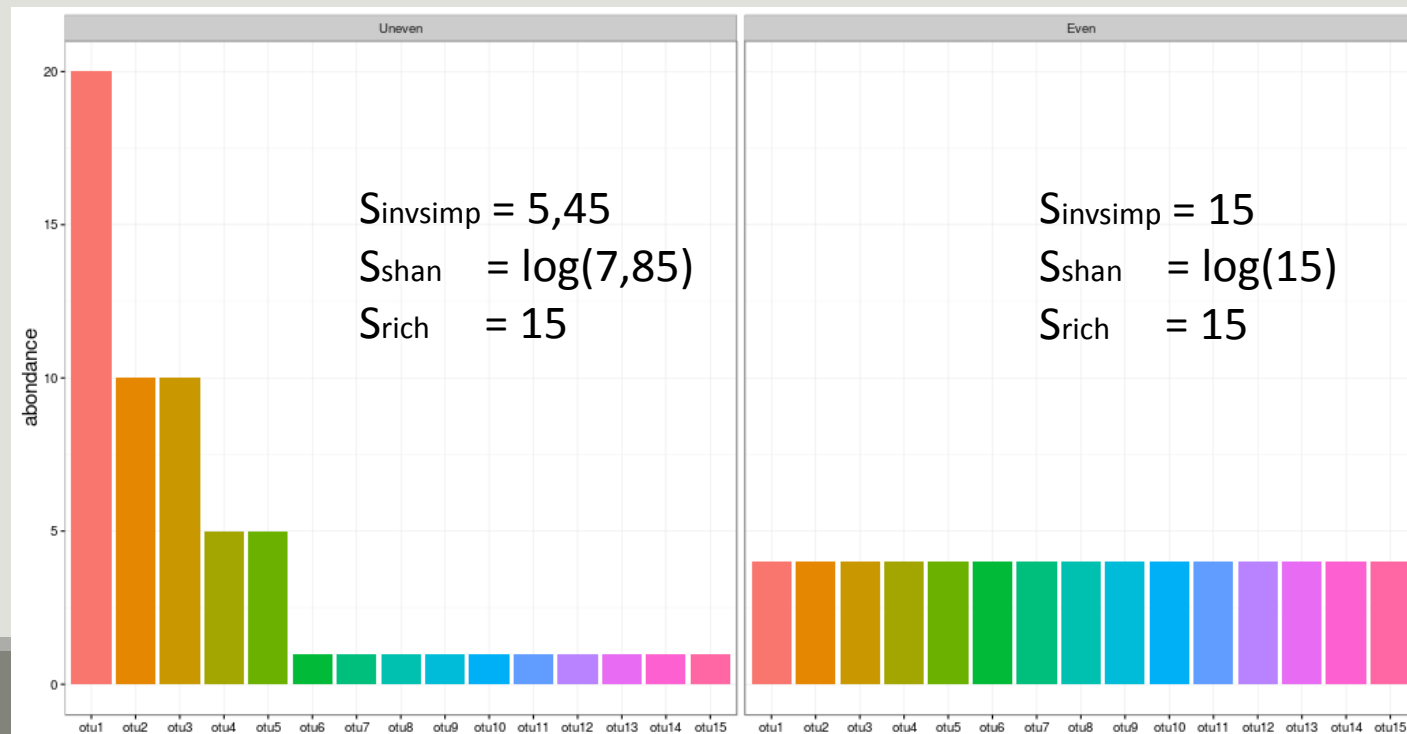 Uneven
Even
20
15
10
5
0
abondance
Sinvsimp = 5,45
Sshan = log(7,85)
Srich = 15
Sinvsimp = 15
Sshan = log(15)
Srich = 15
otu1 otu2 otu3 otu4 otu5 otu6 otu7 otu8 otu9 otu10 otu11 otu12 otu13 otu14 otu15
otu1 otu2 otu3 otu4 otu5 otu6 otu7 otu8 otu9 otu10 otu11 otu12 otu13 otu14 otu15